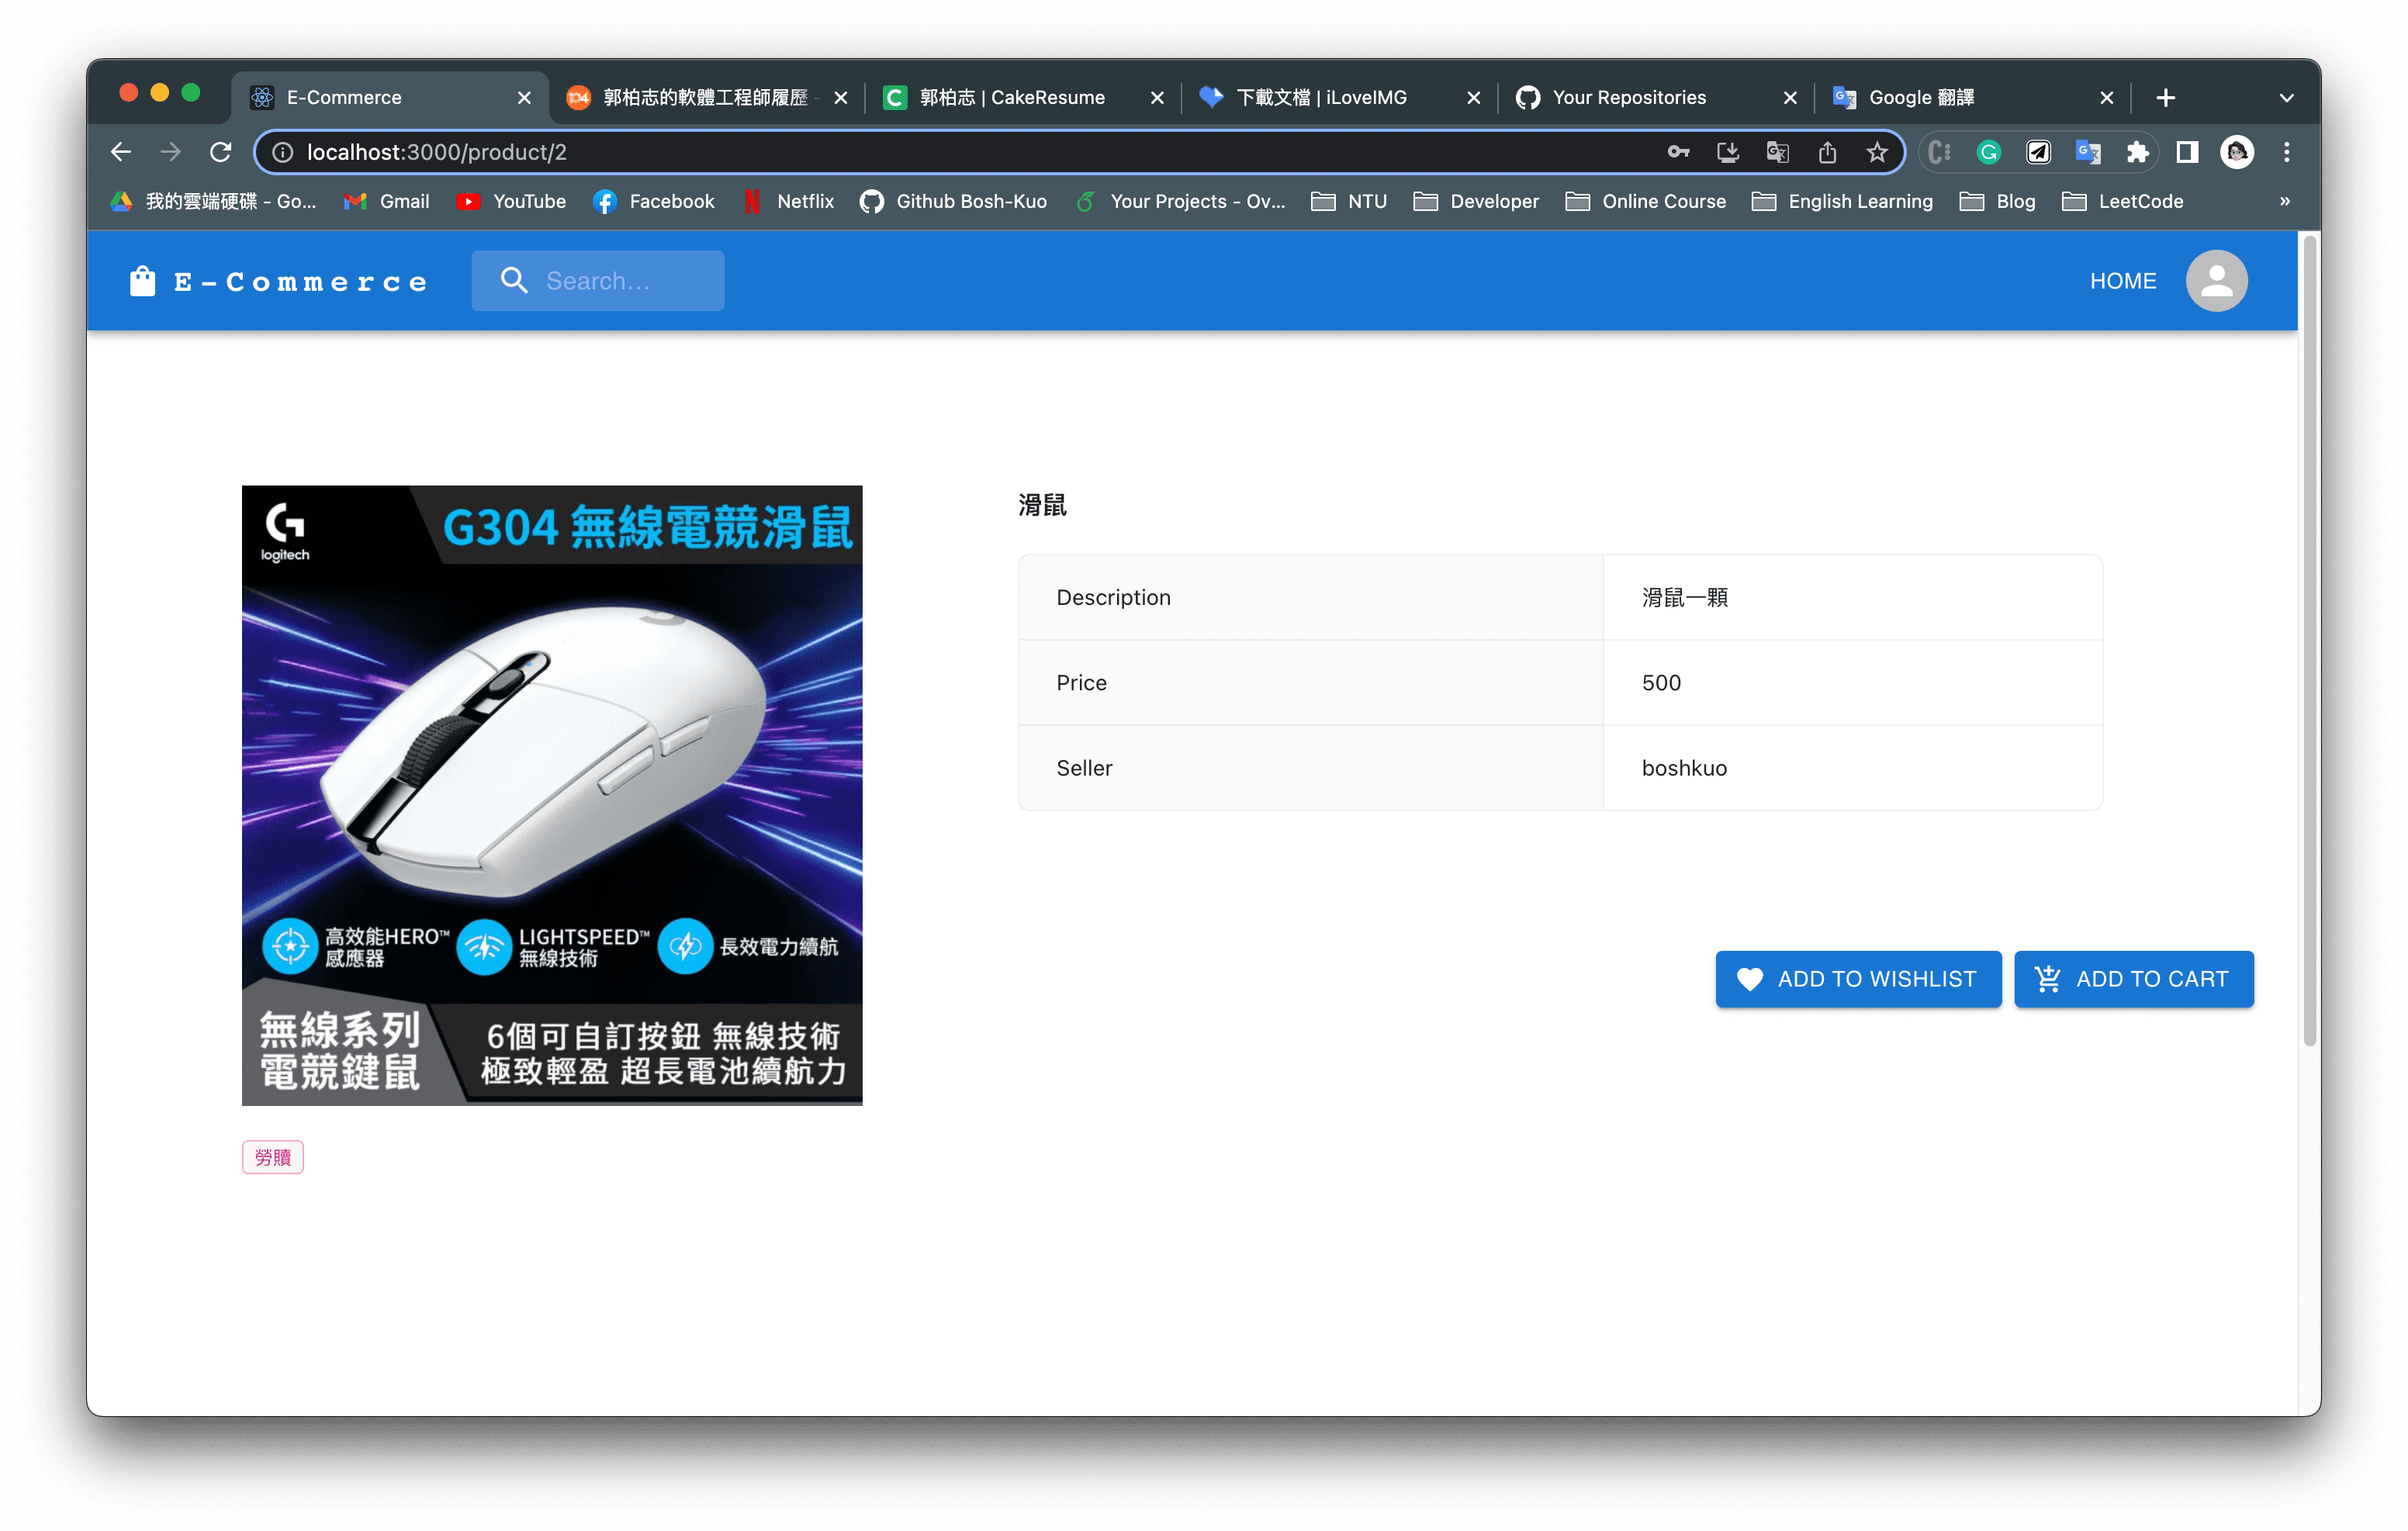 E-Commerce
郭柏志的軟體工程師履歷 -
郭柏志 | CakeResume
下載文檔 | iLoveIMG
Your Repositories
Google 翻譯
localhost:3000/product/2
我的雲端硬碟 - Go...
Gmail
YouTube
Facebook
Netflix
Github Bosh-Kuo
Your Projects - Ov...
NTU
Developer
Online Course
English Learning
Blog
LeetCode
»
E-Commerce
Search...
HOME
logitech
G304 無線電競滑鼠
高效能HERO™
感應器
LIGHTSPEED™
無線技術
長效電力續航
無線系列
電競鍵鼠
6個可自訂按鈕 無線技術
極致輕盈 超長電池續航力
勞贖
滑鼠
Description 滑鼠一顆
Price 500
Seller boshkuo
ADD TO WISHLIST
ADD TO CART